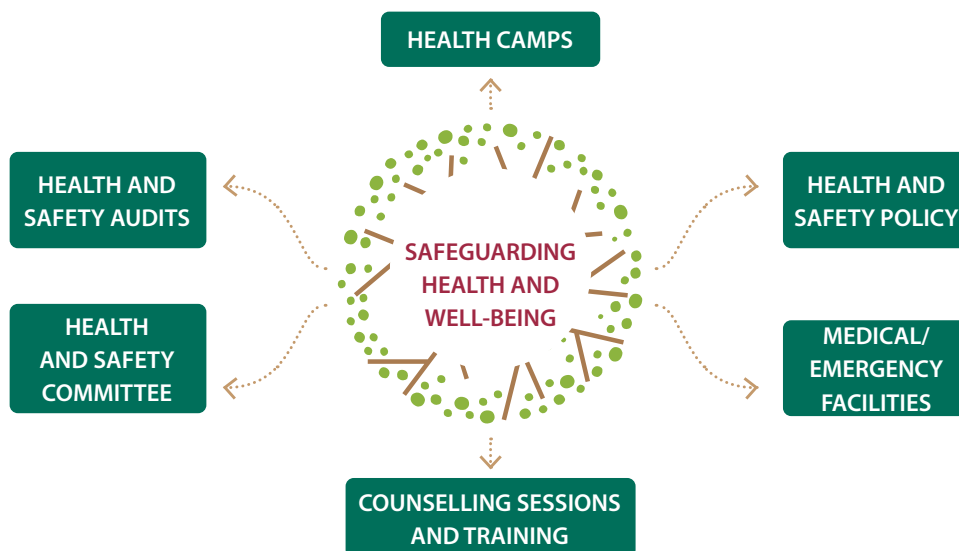 HEALTH CAMPS
HEALTH AND
SAFETY AUDITS
HEALTH AND
SAFETY POLICY
SAFEGUARDING
HEALTH AND
WELL-BEING
HEALTH
AND SAFETY
COMMITTEE
MEDICAL/
EMERGENCY
FACILITIES
COUNSELLING SESSIONS
AND TRAINING